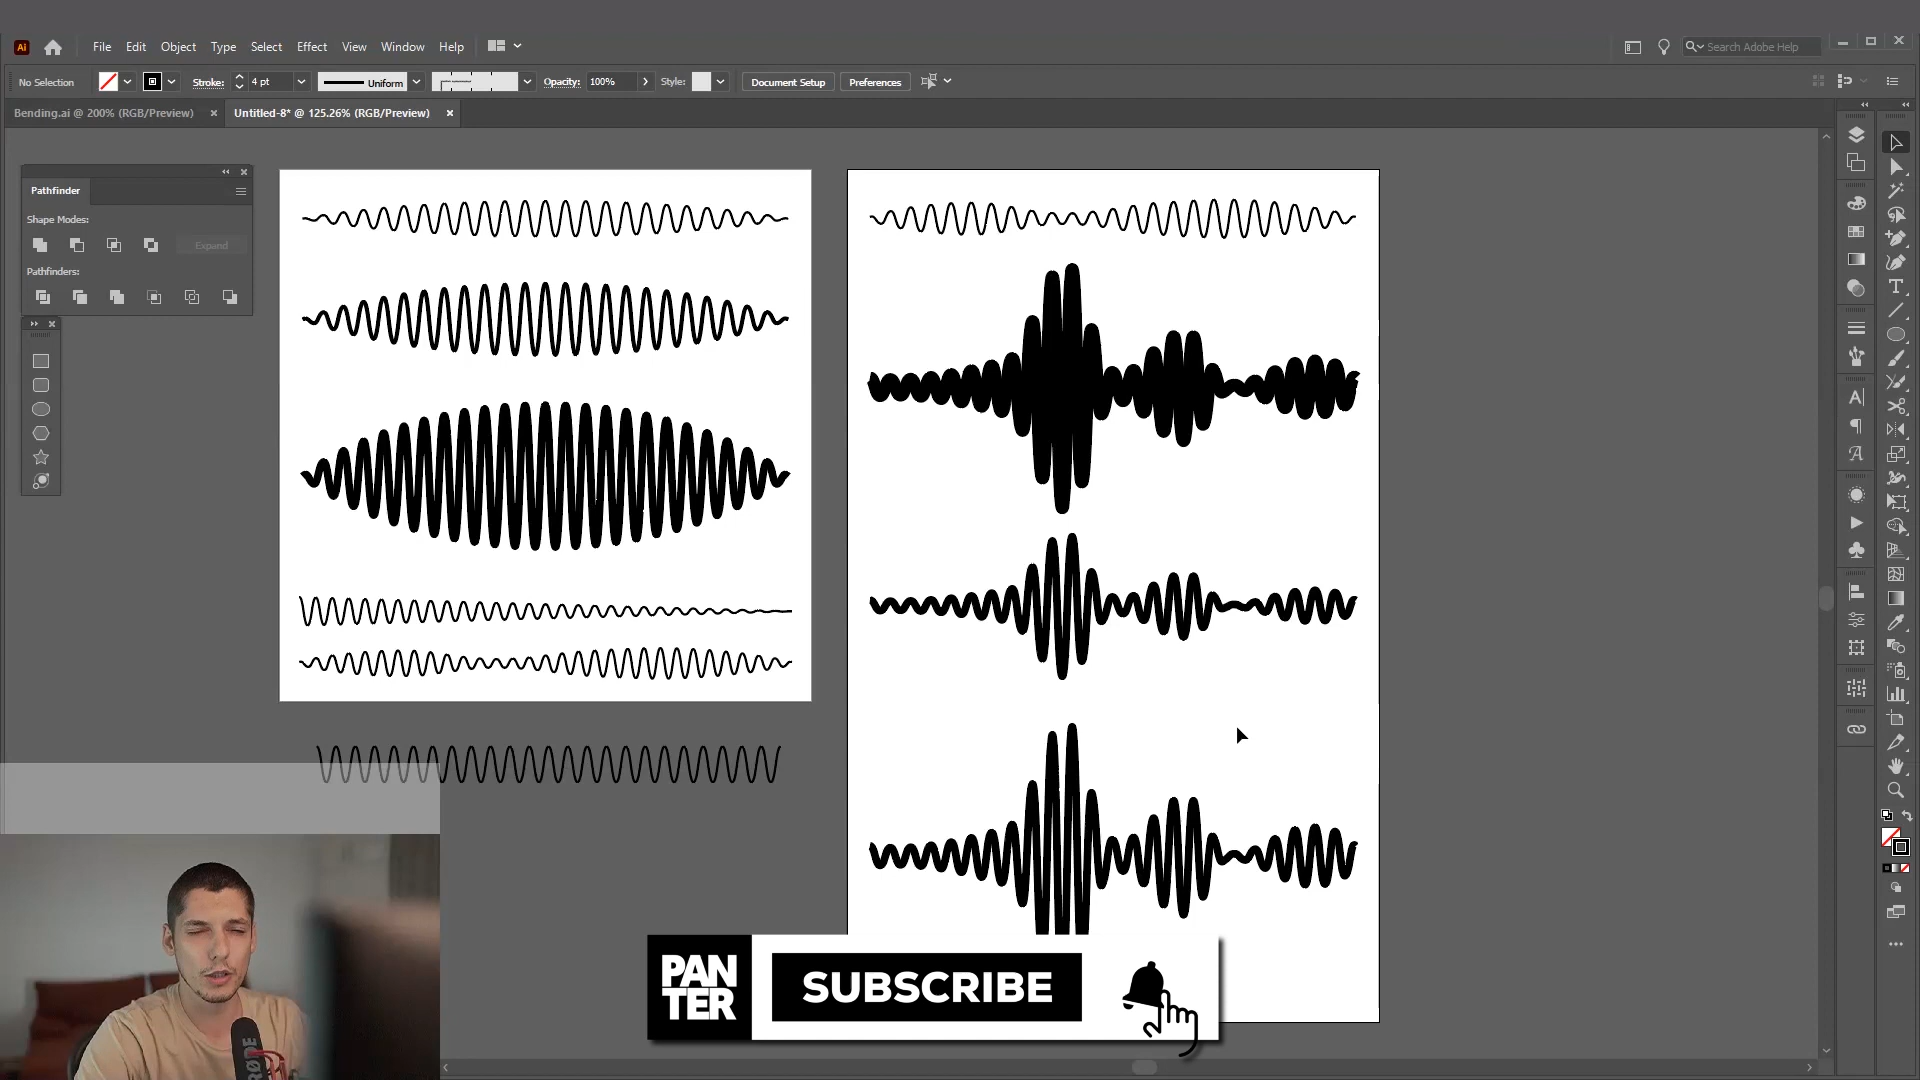 Ai
File Edit Object Type Select Effect View Window Help
Search Adobe Help
No Selection
Stroke: 4 pt
Uniform
Opacity: 100%
Style:
Document Setup
Preferences
Bending.ai @ 200% (RGB/Preview)
Untitled-8* @ 125.26% (RGB/Preview)
Pathfinder
Shape Modes:
Expand
Pathfinders:
PAN
TER
SUBSCRIBE
RØDE